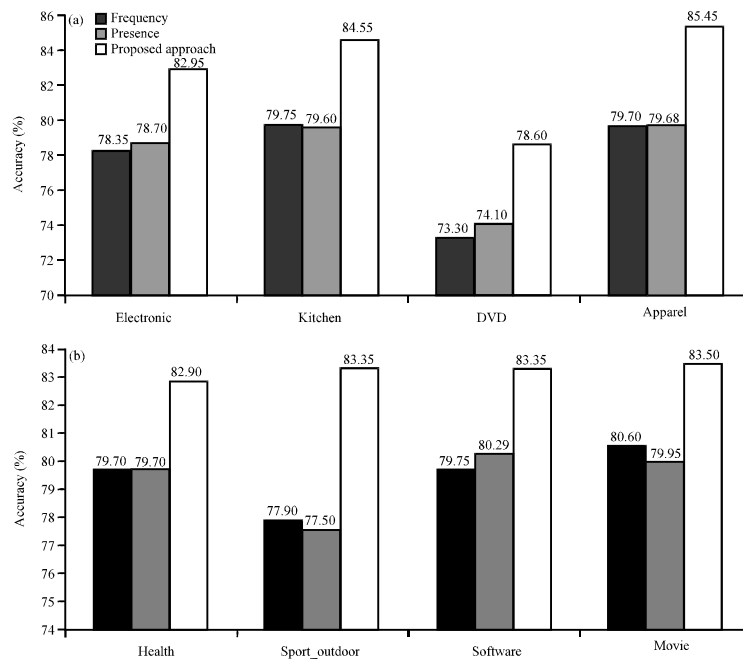 (a)
Frequency
Presence
Proposed approach
Accuracy (%)
86
84
82
80
78
76
74
72
70
78.35
78.70
82.95
79.75
79.60
84.55
73.30
74.10
78.60
79.70
79.68
85.45
Electronic
Kitchen
DVD
Apparel
(b)
Accuracy (%)
84
83
82
81
80
79
78
77
76
75
74
79.70
79.70
82.90
77.90
77.50
83.35
79.75
80.29
83.35
80.60
79.95
83.50
Health
Sport_outdoor
Software
Movie